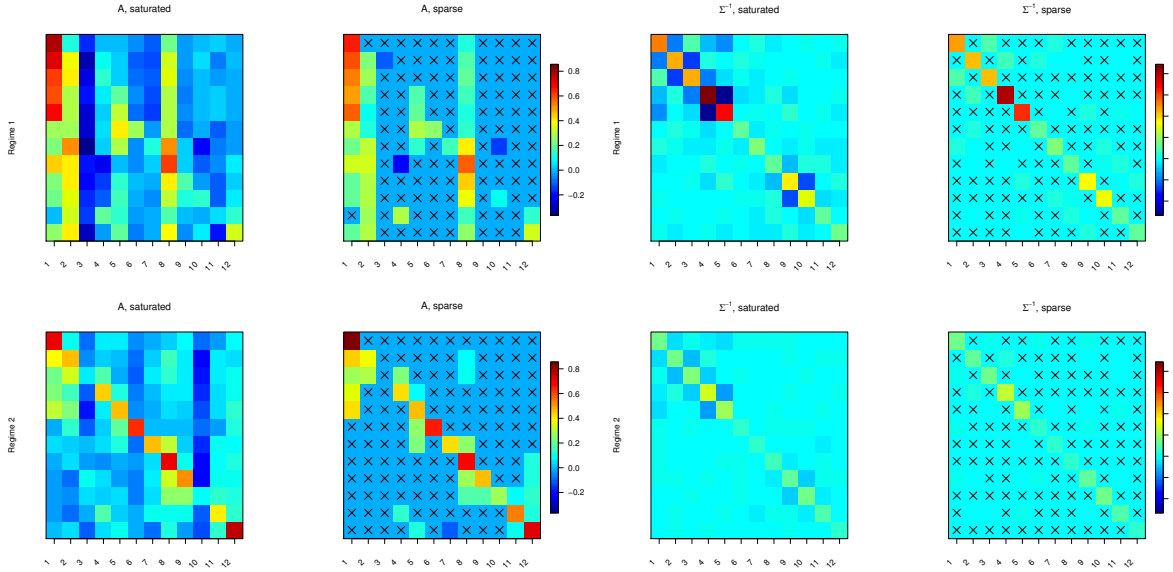 A, saturated
A, sparse
Σ⁻¹, saturated
Σ⁻¹, sparse
Regime 1
0.8
0.6
0.4
0.2
0.0
−0.2
Regime 1
1 2 3 4 5 6 7 8 9 10 11 12
1 2 3 4 5 6 7 8 9 10 11 12
1 2 3 4 5 6 7 8 9 10 11 12
1 2 3 4 5 6 7 8 9 10 11 12
A, saturated
A, sparse
Σ⁻¹, saturated
Σ⁻¹, sparse
Regime 2
0.8
0.6
0.4
0.2
0.0
−0.2
Regime 2
1 2 3 4 5 6 7 8 9 10 11 12
1 2 3 4 5 6 7 8 9 10 11 12
1 2 3 4 5 6 7 8 9 10 11 12
1 2 3 4 5 6 7 8 9 10 11 12